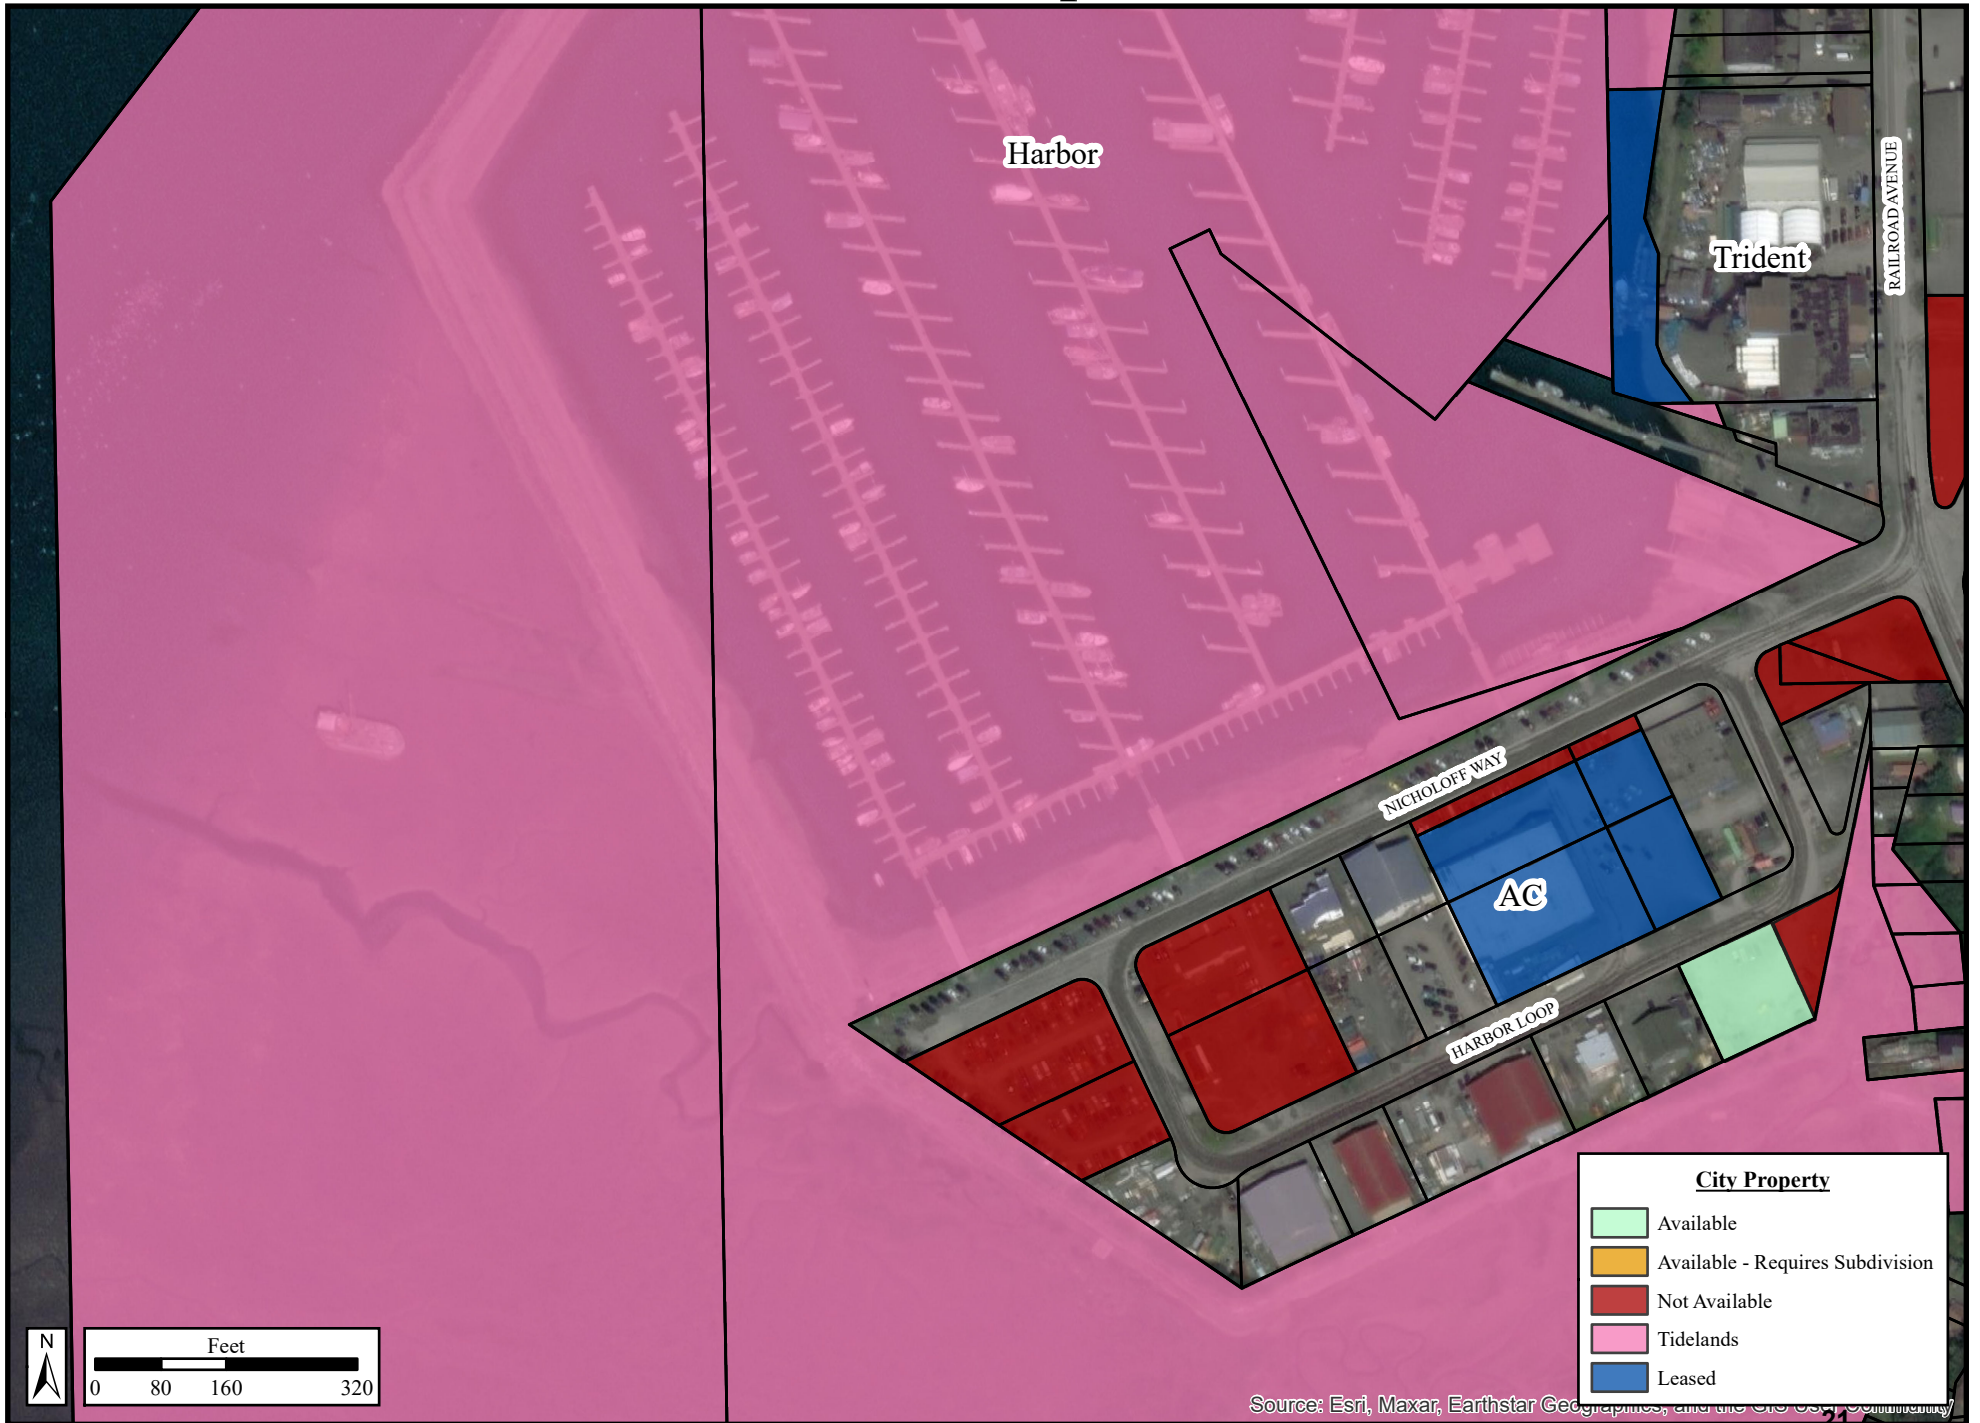 Harbor
Trident
RAILROAD AVENUE
NICHOLOFF WAY
AC
HARBOR LOOP
City Property
Available
Available - Requires Subdivision
Not Available
Tidelands
Leased
N
Feet
0 80 160 320
Source: Esri, Maxar, Earthstar Geographics, and the GIS User Community
21